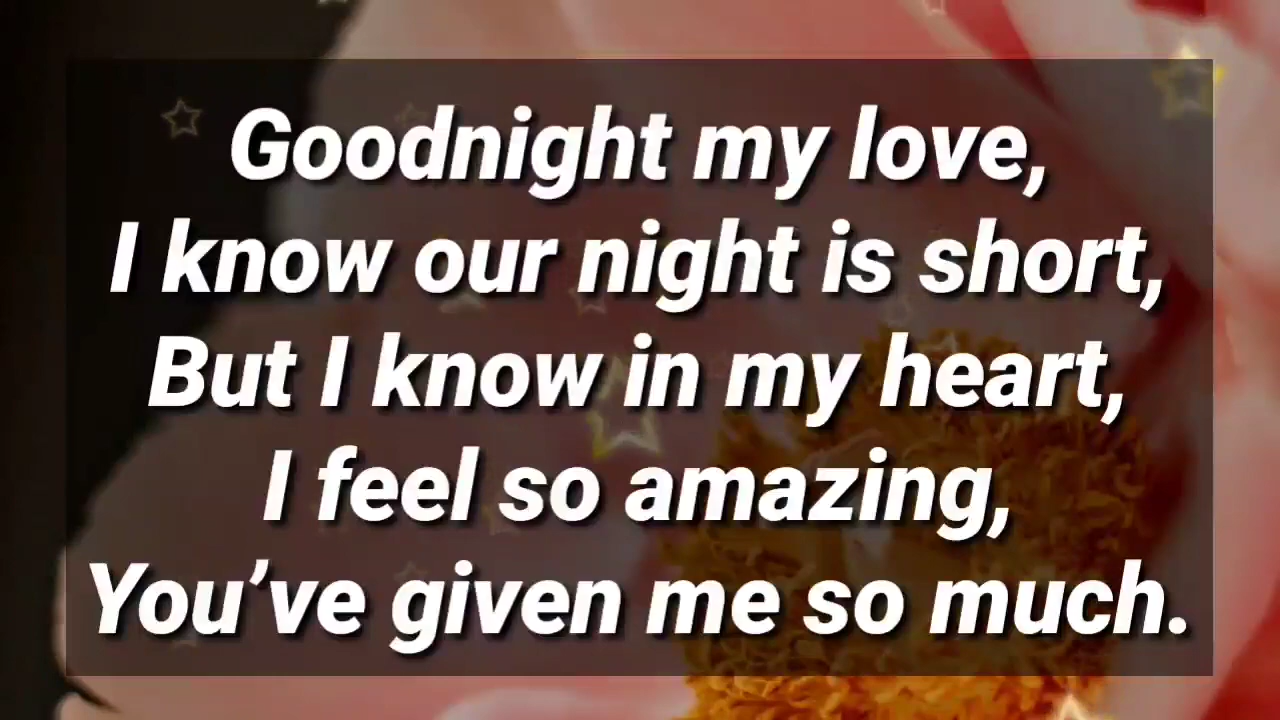 Goodnight my love,
I know our night is short,
But I know in my heart,
I feel so amazing,
You’ve given me so much.